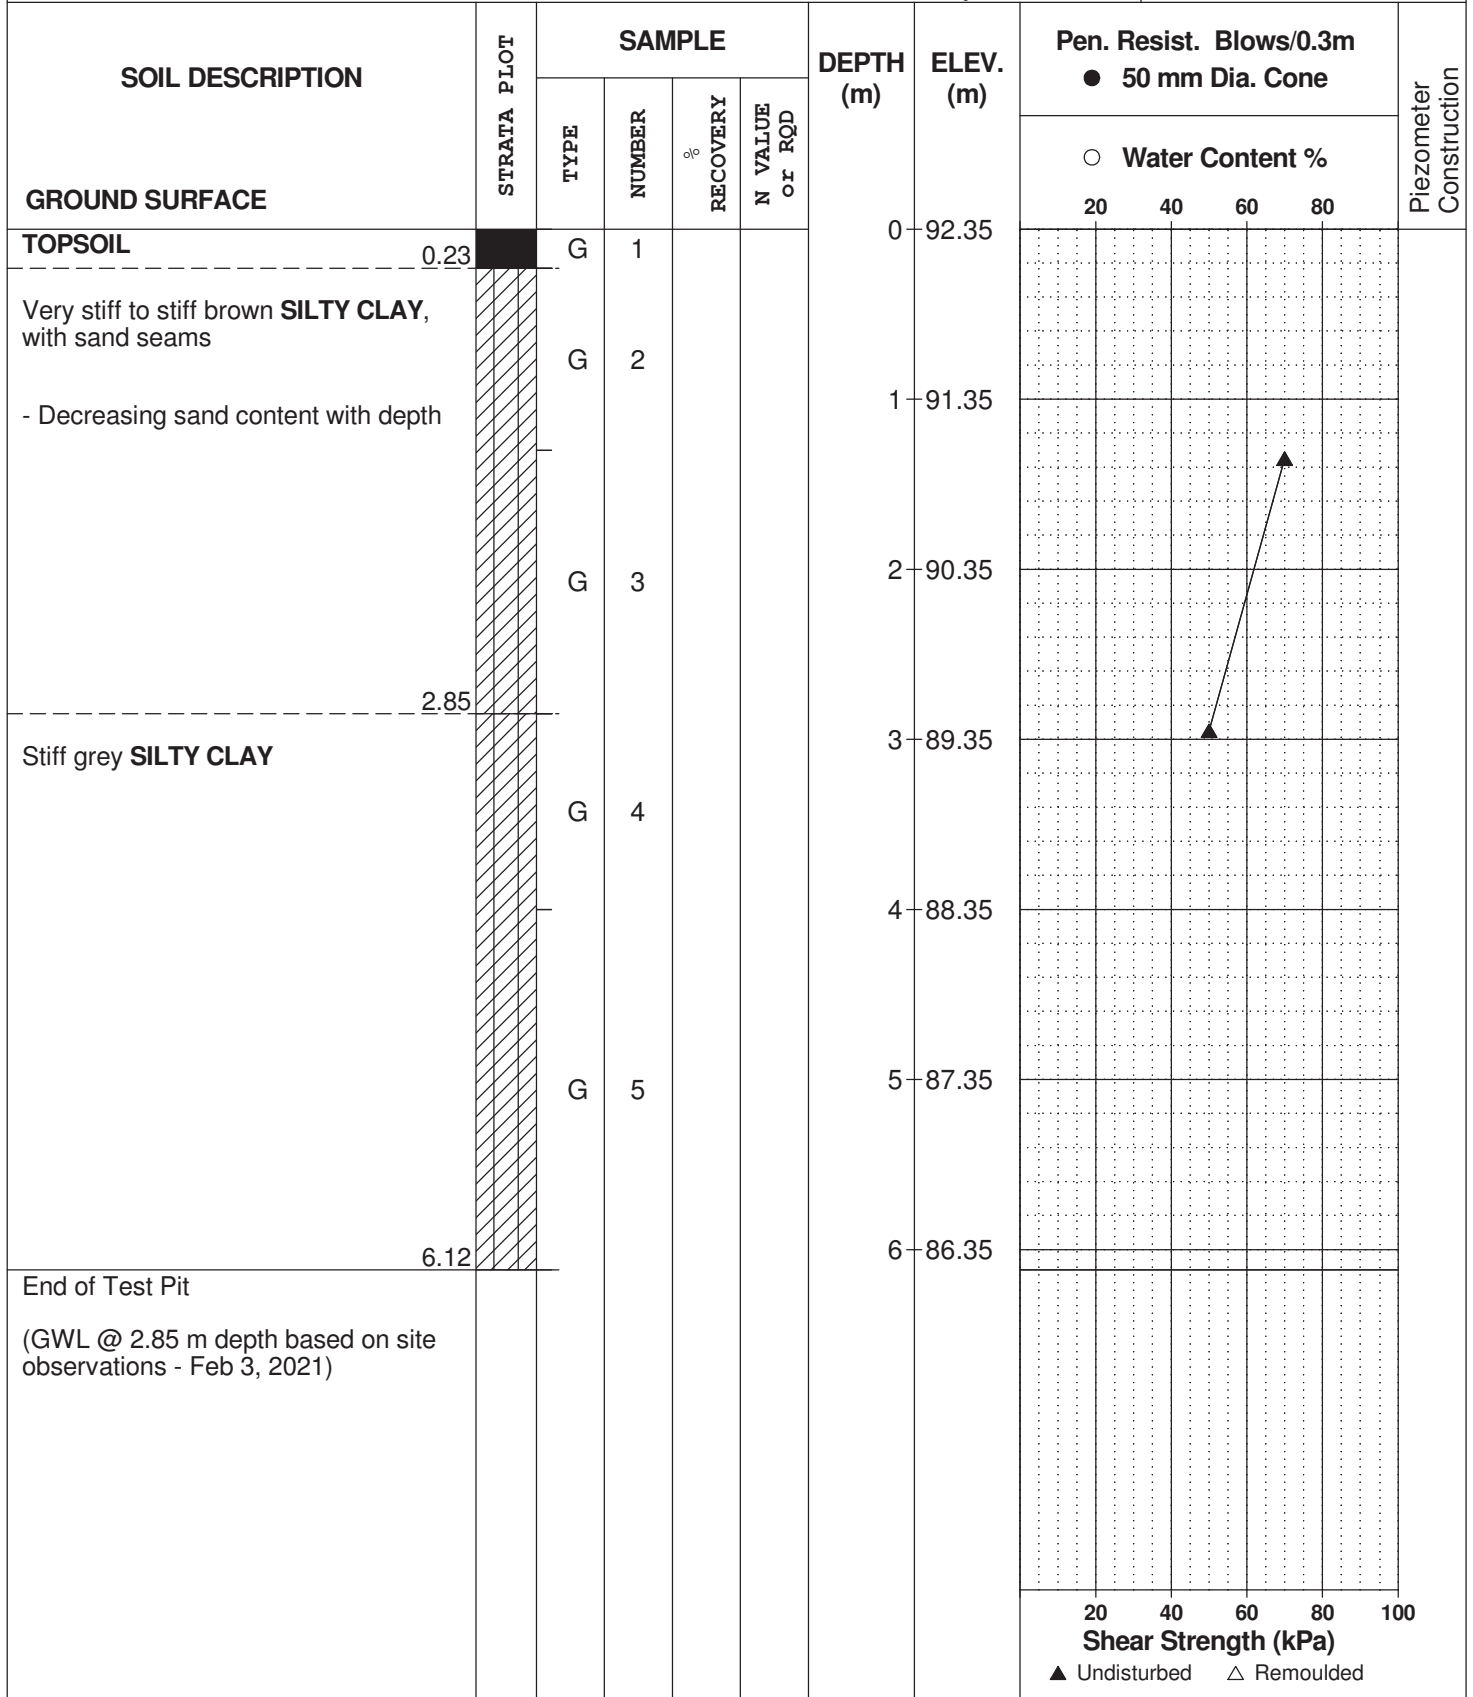 SOIL DESCRIPTION
GROUND SURFACE
STRATA PLOT
SAMPLE
TYPE
NUMBER
%
RECOVERY
N VALUE
or RQD
DEPTH
(m)
ELEV.
(m)
Pen. Resist. Blows/0.3m
● 50 mm Dia. Cone
○ Water Content %
20 40 60 80
Piezometer
Construction
TOPSOIL
0.23
G 1
0 92.35
Very stiff to stiff brown SILTY CLAY,
with sand seams
G 2
- Decreasing sand content with depth
1 91.35
G 3
2 90.35
2.85
Stiff grey SILTY CLAY
3 89.35
G 4
4 88.35
G 5
5 87.35
6.12
6 86.35
End of Test Pit
(GWL @ 2.85 m depth based on site
observations - Feb 3, 2021)
20 40 60 80 100
Shear Strength (kPa)
▲ Undisturbed △ Remoulded